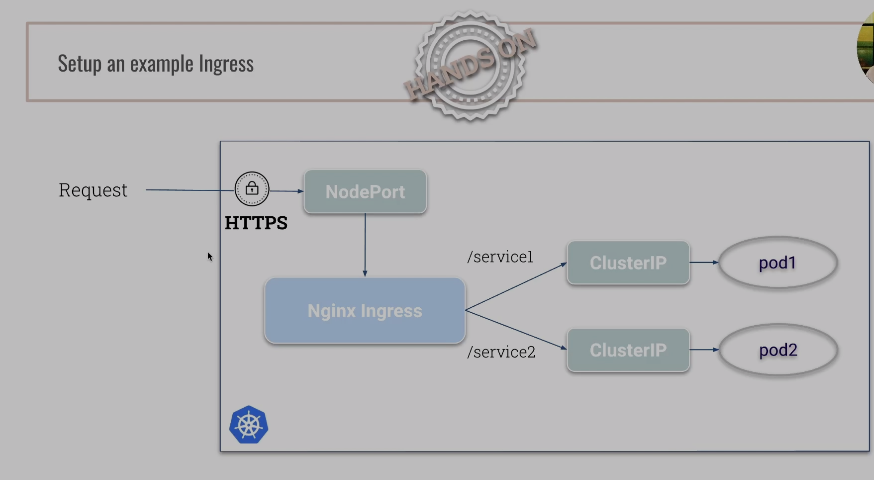 Setup an example Ingress
HANDS ON
Request
HTTPS
NodePort
Nginx Ingress
/service1
/service2
ClusterIP
ClusterIP
pod1
pod2